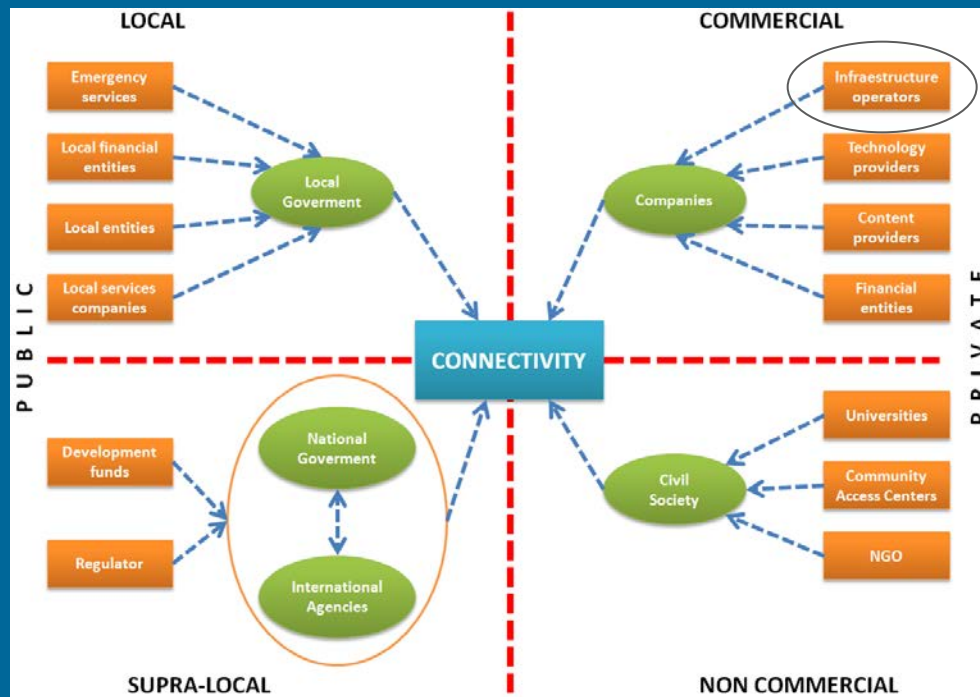 LOCAL
COMMERCIAL
Emergency
services
Local financial
entities
Local entities
Local services
companies
Local
Goverment
Infraestructure
operators
Technology
providers
Content
providers
Financial
entities
Companies
PUBLIC
PRIVATE
CONNECTIVITY
Development
funds
Regulator
National
Goverment
International
Agencies
Civil
Society
Universities
Community
Access Centers
NGO
SUPRA-LOCAL
NON COMMERCIAL